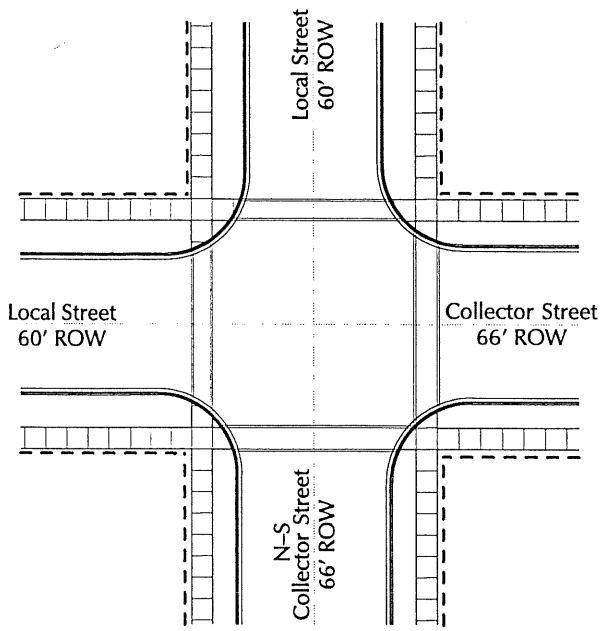 Local Street
60' ROW
Local Street
60' ROW
Collector Street
66' ROW
N–S
Collector Street
66' ROW